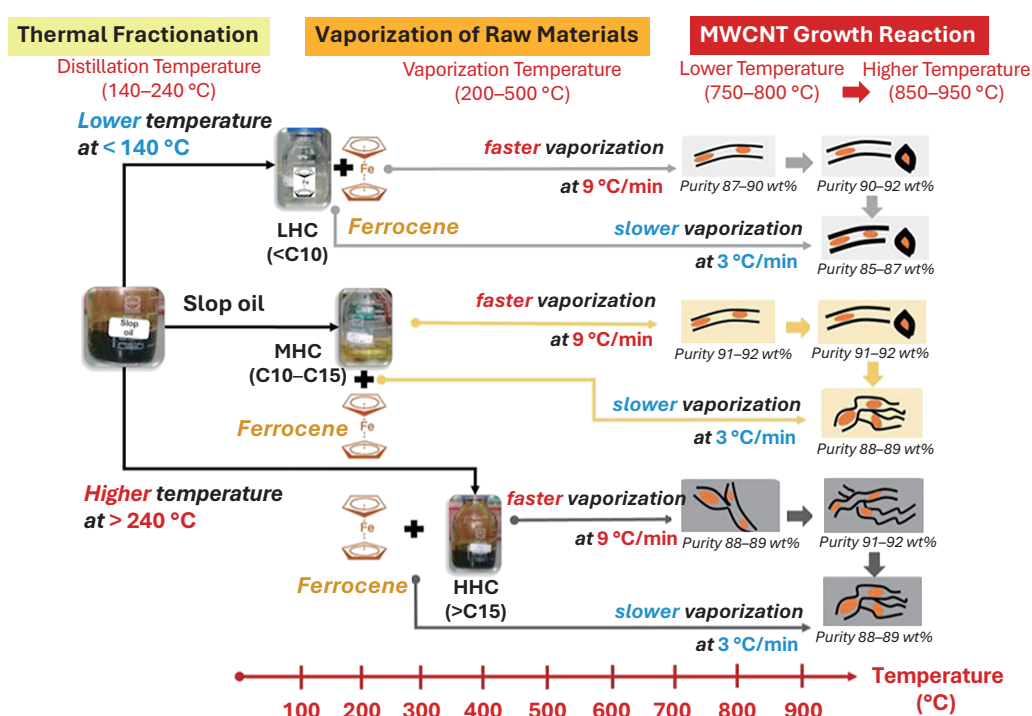 Thermal Fractionation
Distillation Temperature
(140–240 °C)
Vaporization of Raw Materials
Vaporization Temperature
(200–500 °C)
MWCNT Growth Reaction
Lower Temperature
(750–800 °C)
Higher Temperature
(850–950 °C)
Lower temperature
at < 140 °C
Fe
Ferrocene
LHC
(<C10)
faster vaporization
at 9 °C/min
Purity 87–90 wt%
Purity 90–92 wt%
slower vaporization
at 3 °C/min
Purity 85–87 wt%
Slop
oil
Slop oil
MHC
(C10–C15)
Fe
Ferrocene
faster vaporization
at 9 °C/min
Purity 91–92 wt%
Purity 91–92 wt%
slower vaporization
at 3 °C/min
Purity 88–89 wt%
Higher temperature
at > 240 °C
Fe
Ferrocene
HHC
(>C15)
faster vaporization
at 9 °C/min
Purity 88–89 wt%
Purity 91–92 wt%
slower vaporization
at 3 °C/min
Purity 88–89 wt%
100 200 300 400 500 600 700 800 900
Temperature
(°C)